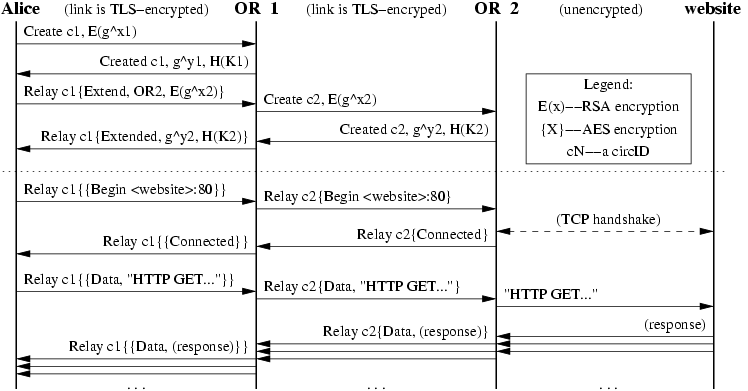 Alice (link is TLS−encrypted) OR 1 (link is TLS−encryped) OR 2 (unencrypted) website
Create c1, E(g^x1)
Created c1, g^y1, H(K1)
Relay c1{Extend, OR2, E(g^x2)}
Create c2, E(g^x2)
Created c2, g^y2, H(K2)
Relay c1{Extended, g^y2, H(K2)}
Legend:
E(x)−−RSA encryption
{X}−−AES encryption
cN−−a circID
Relay c1{{Begin <website>:80}}
Relay c2{Begin <website>:80}
(TCP handshake)
Relay c2{Connected}
Relay c1{{Connected}}
Relay c1{{Data, "HTTP GET..."}}
Relay c2{Data, "HTTP GET..."}
"HTTP GET..."
(response)
Relay c2{Data, (response)}
Relay c1{{Data, (response)}}
. . . . . . . . .